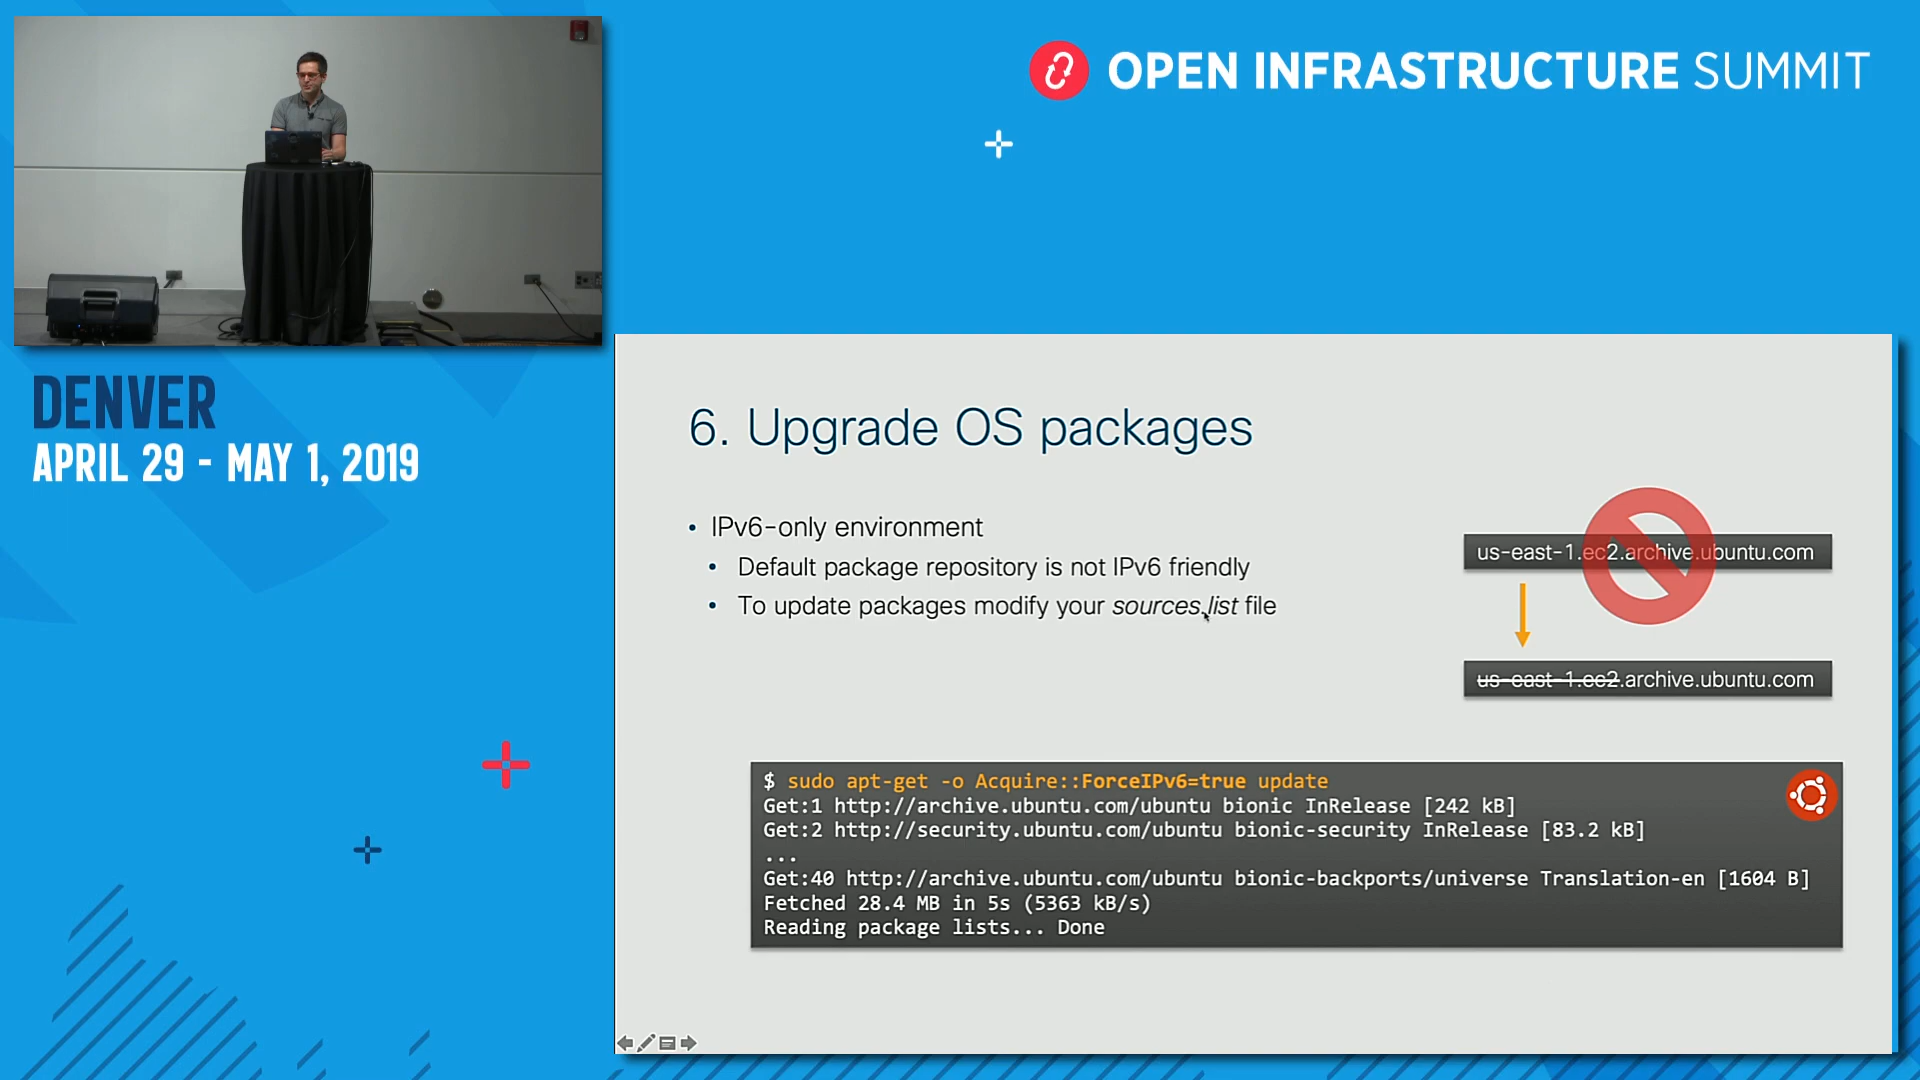 OPEN INFRASTRUCTURE SUMMIT
DENVER
APRIL 29 - MAY 1, 2019
6. Upgrade OS packages
• IPv6-only environment
• Default package repository is not IPv6 friendly
• To update packages modify your sources.list file
us-east-1.ec2.archive.ubuntu.com
us-east-1.ec2.archive.ubuntu.com
$ sudo apt-get -o Acquire::ForceIPv6=true update
Get:1 http://archive.ubuntu.com/ubuntu bionic InRelease [242 kB]
Get:2 http://security.ubuntu.com/ubuntu bionic-security InRelease [83.2 kB]
...
Get:40 http://archive.ubuntu.com/ubuntu bionic-backports/universe Translation-en [1604 B]
Fetched 28.4 MB in 5s (5363 kB/s)
Reading package lists... Done